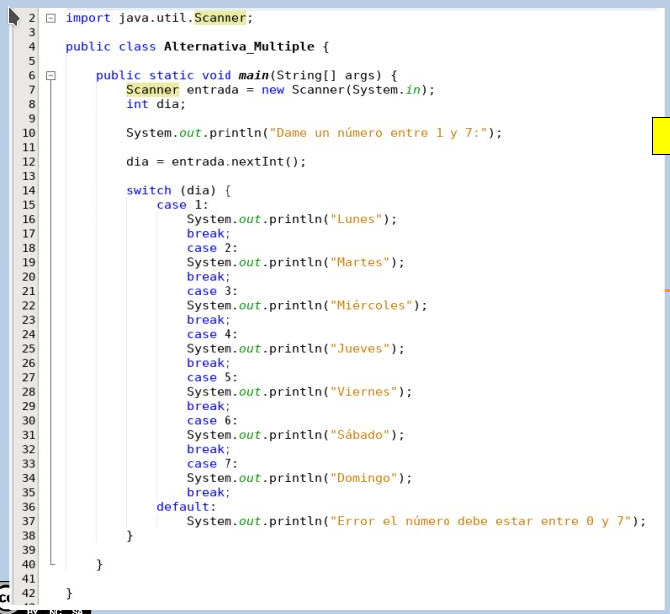 2 import java.util.Scanner;
3
4 public class Alternativa_Multiple {
5
6 public static void main(String[] args) {
7 Scanner entrada = new Scanner(System.in);
8 int dia;
9
10 System.out.println("Dame un número entre 1 y 7:");
11
12 dia = entrada.nextInt();
13
14 switch (dia) {
15 case 1:
16 System.out.println("Lunes");
17 break;
18 case 2:
19 System.out.println("Martes");
20 break;
21 case 3:
22 System.out.println("Miércoles");
23 break;
24 case 4:
25 System.out.println("Jueves");
26 break;
27 case 5:
28 System.out.println("Viernes");
29 break;
30 case 6:
31 System.out.println("Sábado");
32 break;
33 case 7:
34 System.out.println("Domingo");
35 break;
36 default:
37 System.out.println("Error el número debe estar entre 0 y 7");
38 }
39
40 }
41
42 }
BY NC SA